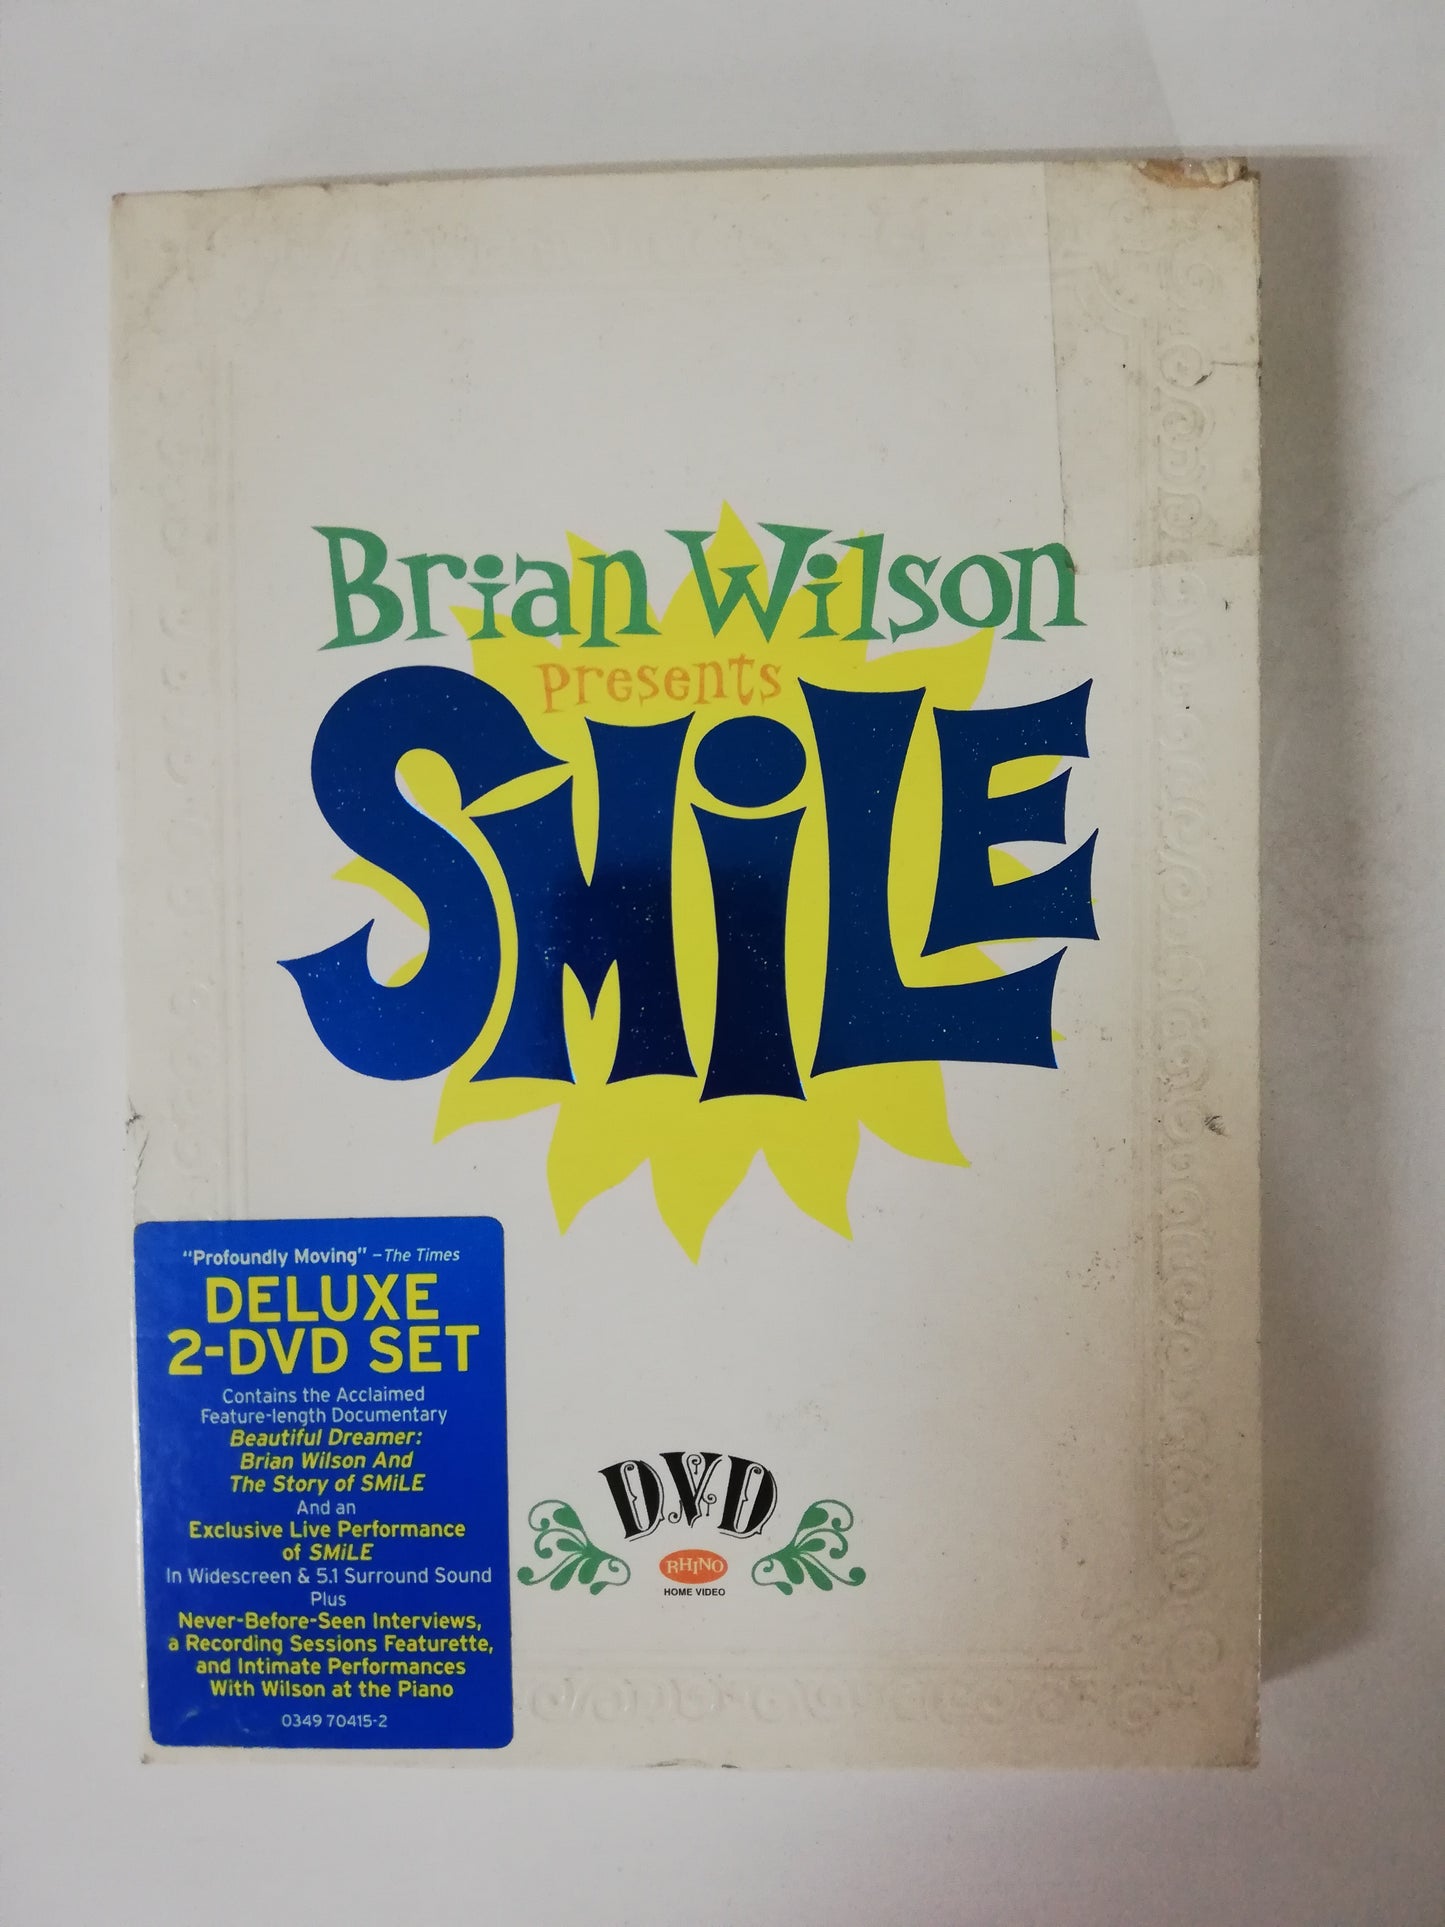 Brian Wilson
presents
SMiLE
"Profoundly Moving" – The Times
DELUXE
2-DVD SET
Contains the Acclaimed
Feature-length Documentary
Beautiful Dreamer:
Brian Wilson And
The Story of SMiLE
And an
Exclusive Live Performance
of SMiLE
In Widescreen & 5.1 Surround Sound
Plus
Never-Before-Seen Interviews,
a Recording Sessions Featurette,
and Intimate Performances
With Wilson at the Piano
0349 70415-2
DVD
RHINO
HOME VIDEO